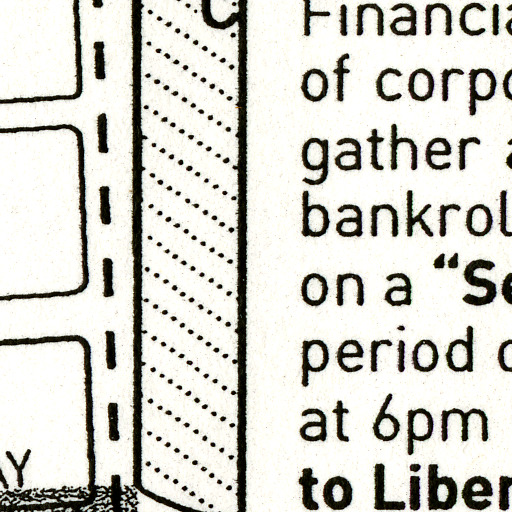 Financia
of corpo
gather a
bankrol
on a "Se
period o
at 6pm
to Liber
AY